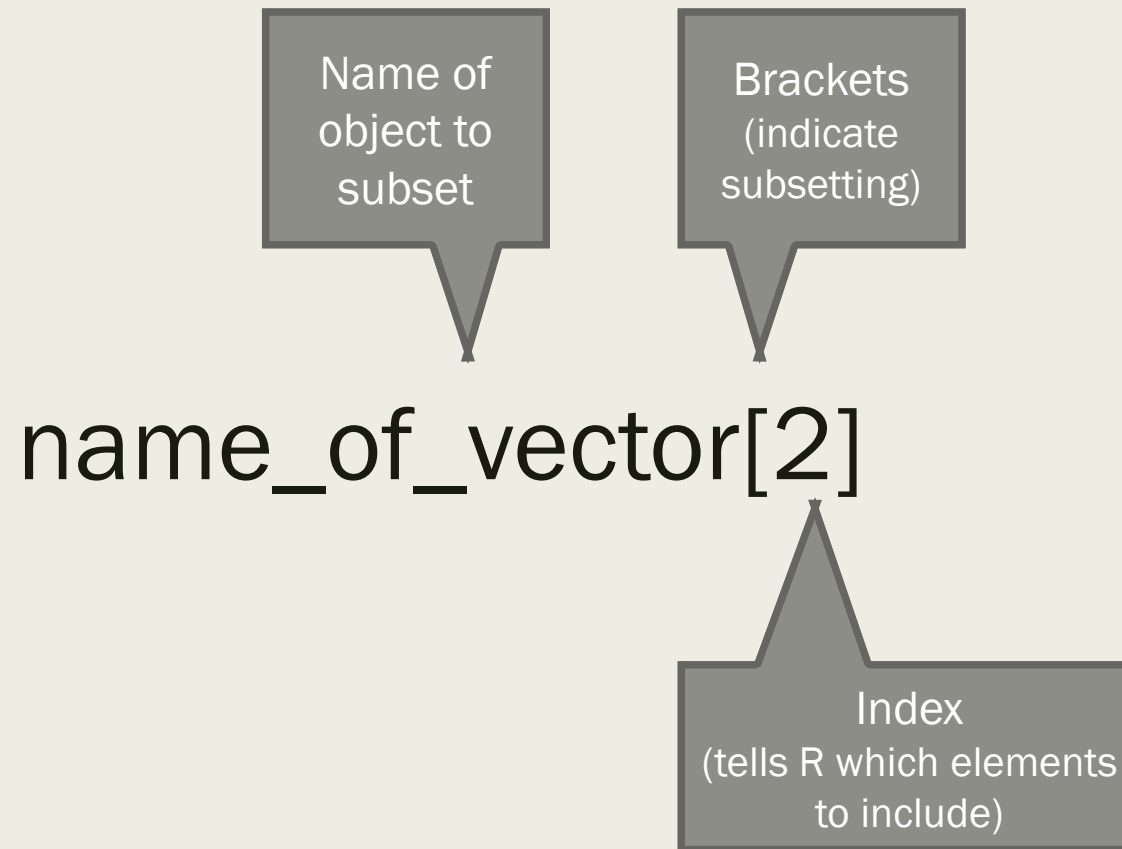 Name of
object to
subset
Brackets
(indicate
subsetting)
name_of_vector[2]
Index
(tells R which elements
to include)